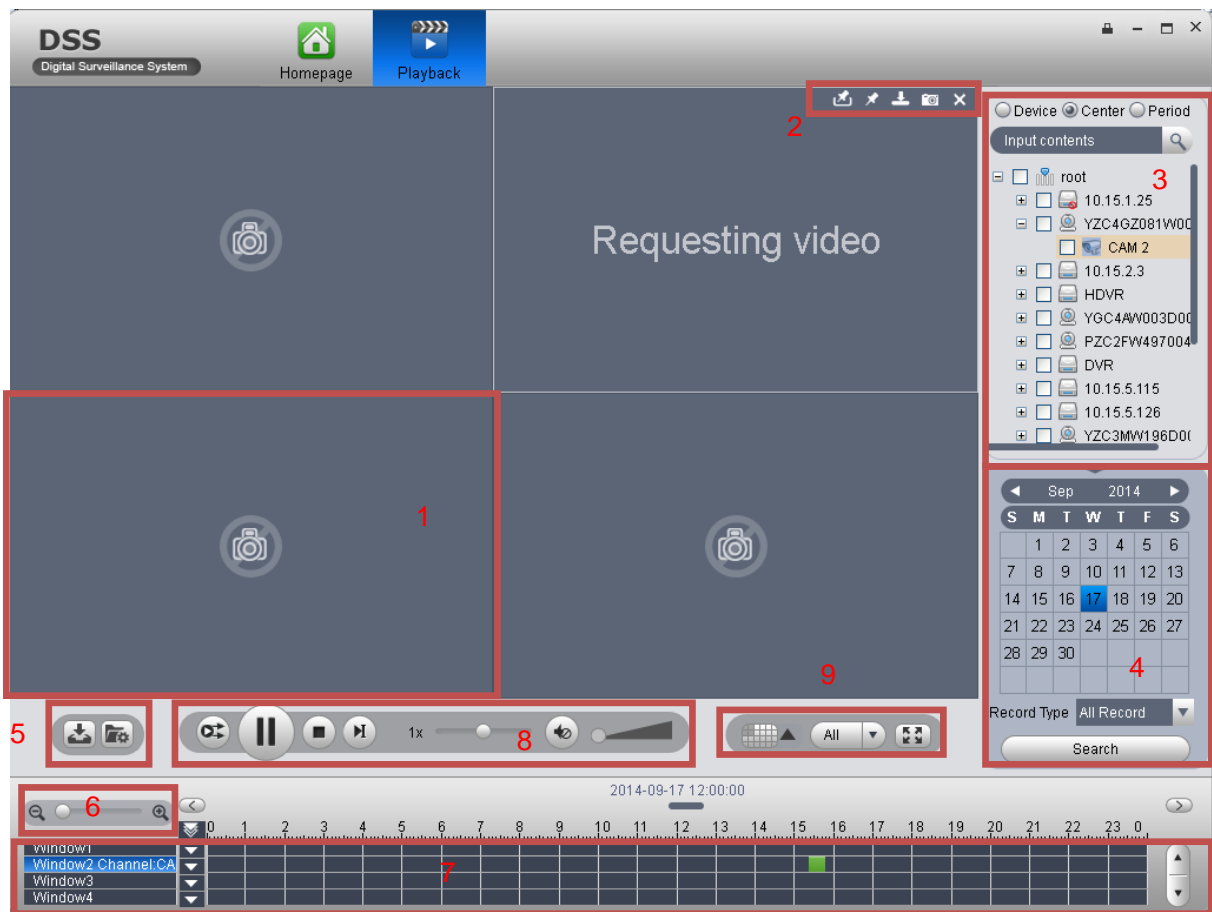 DSS
Digital Surveillance System
Homepage
Playback
2
Device Center Period
Input contents
3
root
10.15.1.25
YZC4GZ081W00
CAM 2
10.15.2.3
HDVR
YGC4AW003D00
PZC2FW497004
DVR
10.15.5.115
10.15.5.126
YZC3MW196D0(
Requesting video
1
Sep 2014
S M T W T F S
1 2 3 4 5 6
7 8 9 10 11 12 13
14 15 16 17 18 19 20
21 22 23 24 25 26 27
28 29 30
4
Record Type All Record
Search
9
5
1x
8
All
6
2014-09-17 12:00:00
0 1 2 3 4 5 6 7 8 9 10 11 12 13 14 15 16 17 18 19 20 21 22 23 0
Window1
Window2 Channel:CA
7
Window3
Window4